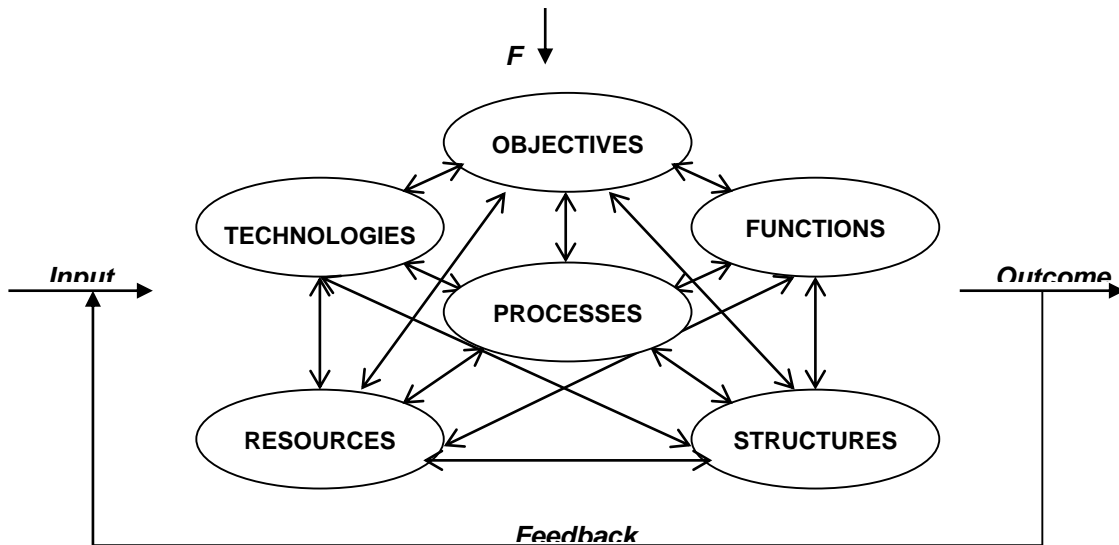 F
OBJECTIVES
TECHNOLOGIES
FUNCTIONS
Input
Outcome
PROCESSES
RESOURCES
STRUCTURES
Feedback